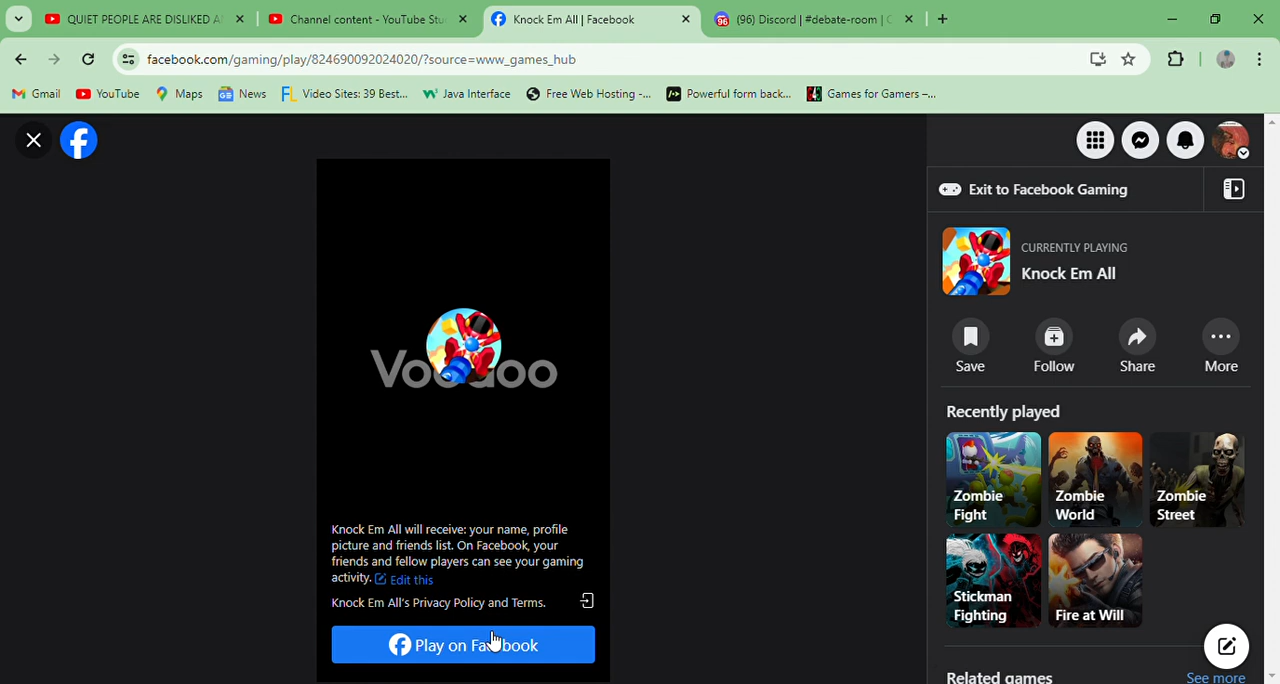 QUIET PEOPLE ARE DISLIKED A
Channel content - YouTube Stu
Knock Em All | Facebook
96
(96) Discord | #debate-room |
facebook.com/gaming/play/824690092024020/?source=www_games_hub
Gmail
YouTube
Maps
News
Video Sites: 39 Best...
Java Interface
Free Web Hosting -...
Powerful form back...
Games for Gamers –...
Exit to Facebook Gaming
CURRENTLY PLAYING
Knock Em All
Save
Follow
Share
More
Recently played
Zombie Fight
Zombie World
Zombie Street
Stickman Fighting
Fire at Will
Related games
See more
Voodoo
Knock Em All will receive: your name, profile
picture and friends list. On Facebook, your
friends and fellow players can see your gaming
activity. Edit this
Knock Em All's Privacy Policy and Terms.
Play on Facebook